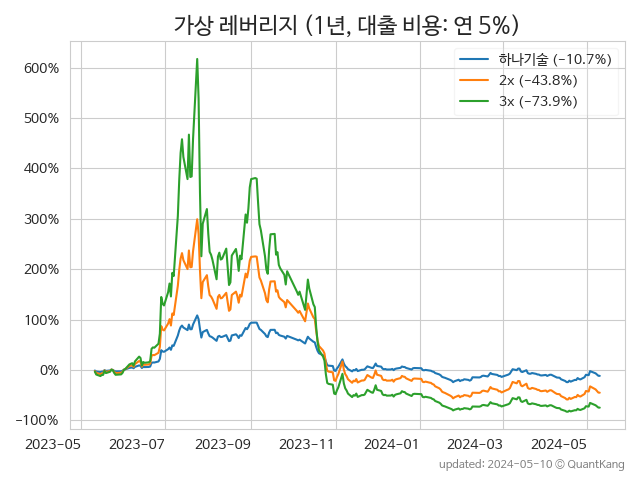 가상 레버리지 (1년, 대출 비용: 연 5%)
하나기술 (-10.7%)
2x (-43.8%)
3x (-73.9%)
600%
500%
400%
300%
200%
100%
0%
−100%
2023-05 2023-07 2023-09 2023-11 2024-01 2024-03 2024-05
updated: 2024-05-10 © QuantKang